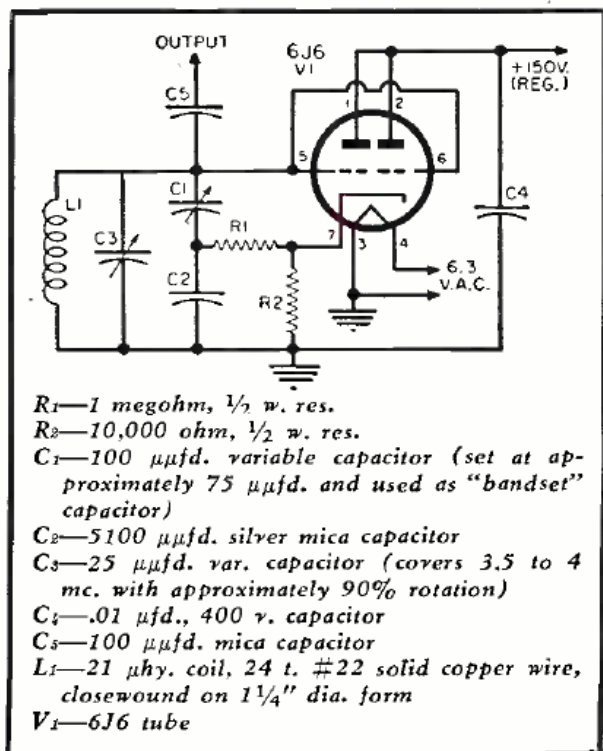 OUTPUT
6J6
V1
+150V.
(REG.)
C5
1
2
5
6
L1
C3
C1
R1
C2
R2
7
3
4
C4
6.3
V.A.C.
R1—1 megohm, 1/2 w. res.
R2—10,000 ohm, 1/2 w. res.
C1—100 μμfd. variable capacitor (set at ap-
proximately 75 μμfd. and used as "bandset"
capacitor)
C2—5100 μμfd. silver mica capacitor
C3—25 μμfd. var. capacitor (covers 3.5 to 4
mc. with approximately 90% rotation)
C4—.01 μfd., 400 v. capacitor
C5—100 μμfd. mica capacitor
L1—21 μhy. coil, 24 t. #22 solid copper wire,
closewound on 1 1/4" dia. form
V1—6J6 tube